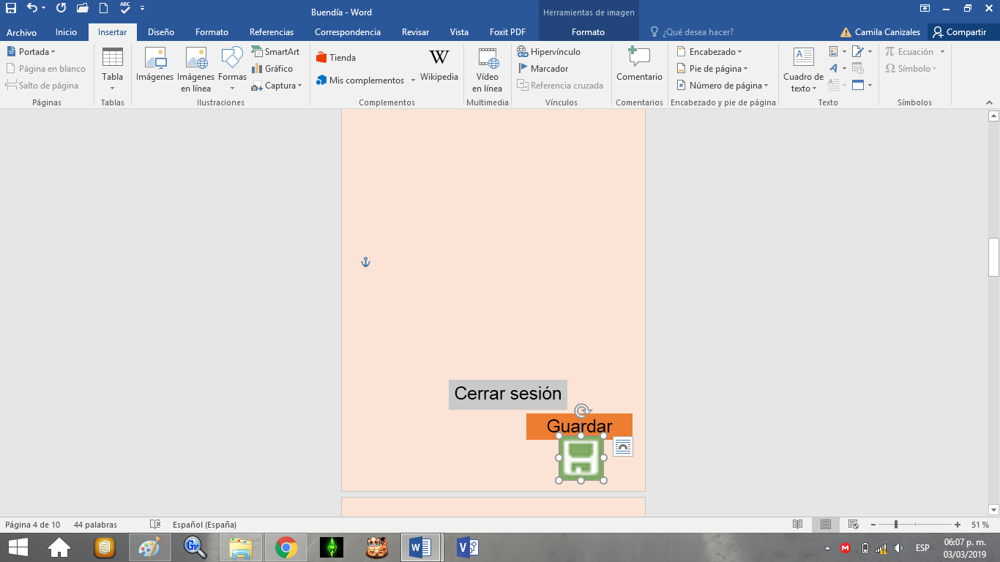 ABC
Buendía - Word
Herramientas de imagen
Archivo Inicio Insertar Diseño Formato Referencias Correspondencia Revisar Vista Foxit PDF Formato ¿Qué desea hacer? Camila Canizales Compartir
Portada
Página en blanco
Salto de página
Páginas
Tabla
Tablas
Imágenes
Imágenes
en línea
Formas
SmartArt
Gráfico
Captura
Ilustraciones
Tienda
Mis complementos
W
Wikipedia
Complementos
Vídeo
en línea
Multimedia
Hipervínculo
Marcador
Referencia cruzada
Vínculos
Comentario
Comentarios
Encabezado
Pie de página
Número de página
Encabezado y pie de página
A
Cuadro de
texto
A
A
Texto
π Ecuación
Ω Símbolo
Símbolos
Cerrar sesión
Guardar
Página 4 de 10 44 palabras Español (España) 51 %
Gv
W
V
M
ESP
06:07 p. m.
03/03/2019